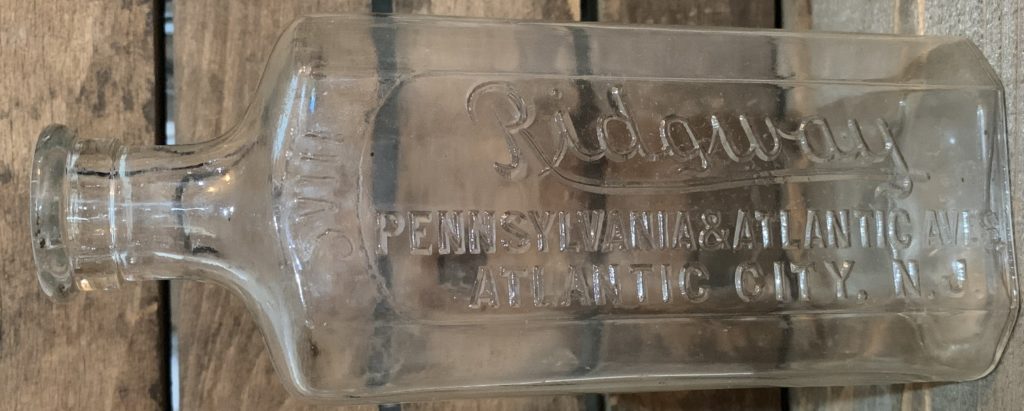 Ridgway
PENNSYLVANIA & ATLANTIC AVES
ATLANTIC CITY. N.J.